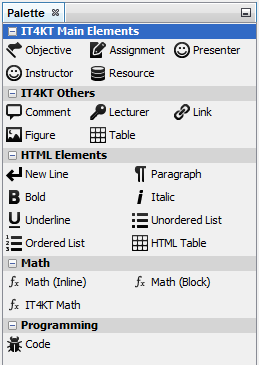 Palette
IT4KT Main Elements
Objective Assignment Presenter
Instructor Resource
IT4KT Others
Comment Lecturer Link
Figure Table
HTML Elements
New Line Paragraph
Bold Italic
Underline Unordered List
Ordered List HTML Table
Math
Math (Inline) Math (Block)
IT4KT Math
Programming
Code